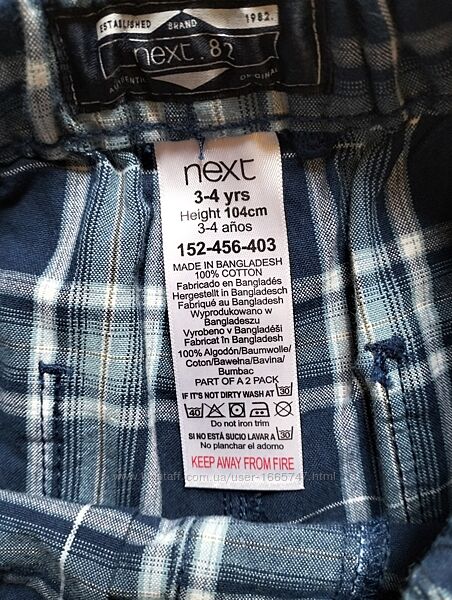 ESTABLISHED BRAND 1982.
next.82
AUTHENTIC ORIGINAL
next
3-4 yrs
Height 104cm
3-4 años
152-456-403
MADE IN BANGLADESH
100% COTTON
Fabricado en Bangladés
Hergestellt in Bangladesch
Fabriqué au Bangladesh
Wyprodukowano w
Bangladeszu
Vyrobeno v Bangladéši
Fabricat în Bangladesh
100% Algodón/Baumwolle/
Coton/Bawełna/Bavlna/
Bumbac
PART OF A 2 PACK
IF IT'S NOT DIRTY WASH AT 30
40
Do not iron trim
SI NO ESTÁ SUCIO LAVAR A 30
No planchar el adorno
KEEP AWAY FROM FIRE